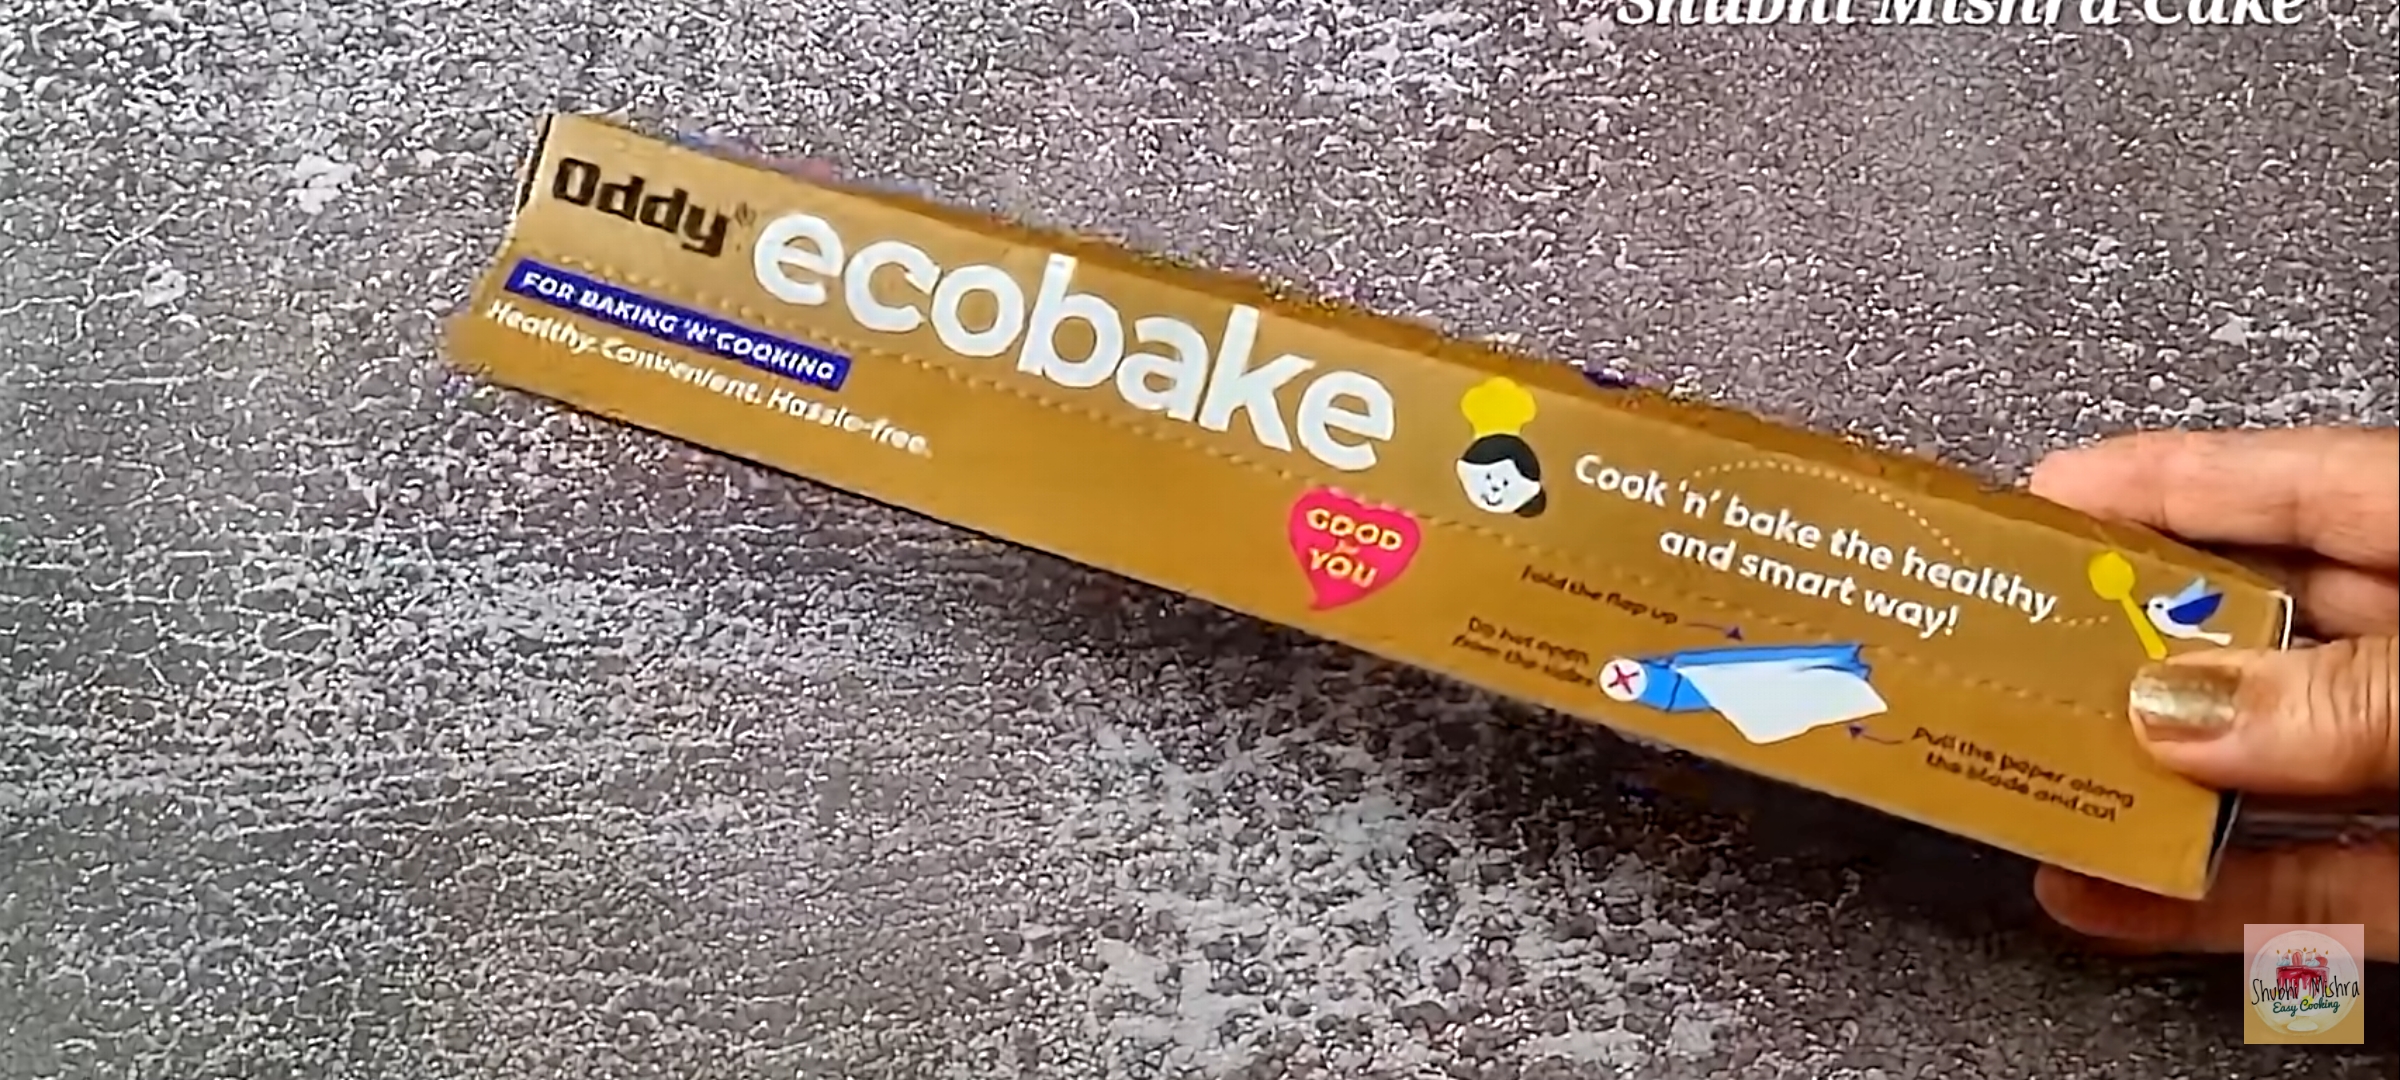 Shubhi Mishra Cake
Oddy®
ecobake
FOR BAKING 'N' COOKING
Healthy. Convenient. Hassle-free.
GOOD
for
YOU
Cook 'n' bake the healthy
and smart way!
Fold the flap up
Do not open
from the sides
Pull the paper along
the blade and cut
Shubhi Mishra
Easy Cooking